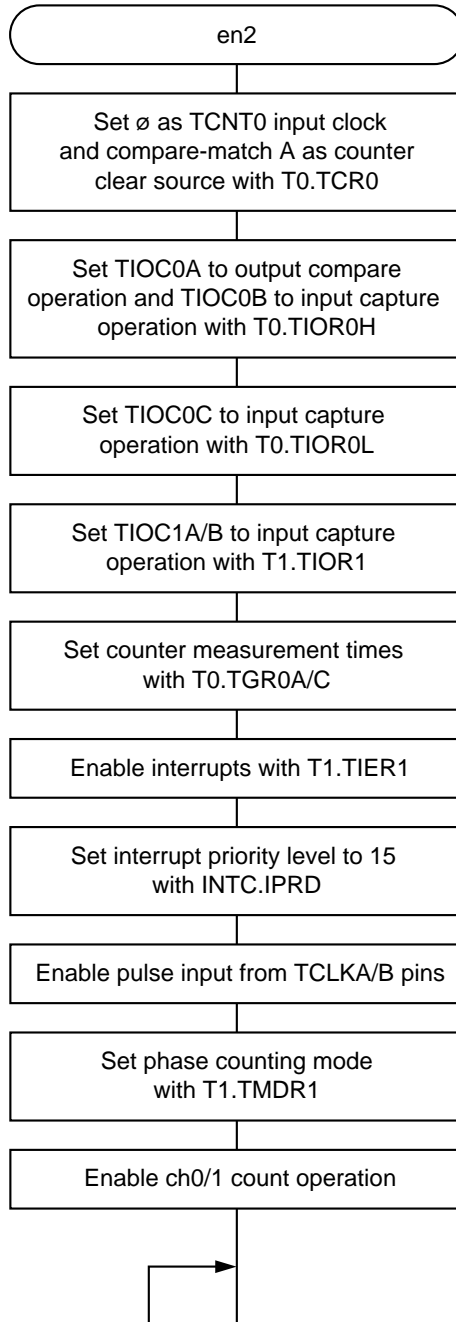 en2
Set ø as TCNT0 input clock
and compare-match A as counter
clear source with T0.TCR0
Set TIOC0A to output compare
operation and TIOC0B to input capture
operation with T0.TIOR0H
Set TIOC0C to input capture
operation with T0.TIOR0L
Set TIOC1A/B to input capture
operation with T1.TIOR1
Set counter measurement times
with T0.TGR0A/C
Enable interrupts with T1.TIER1
Set interrupt priority level to 15
with INTC.IPRD
Enable pulse input from TCLKA/B pins
Set phase counting mode
with T1.TMDR1
Enable ch0/1 count operation